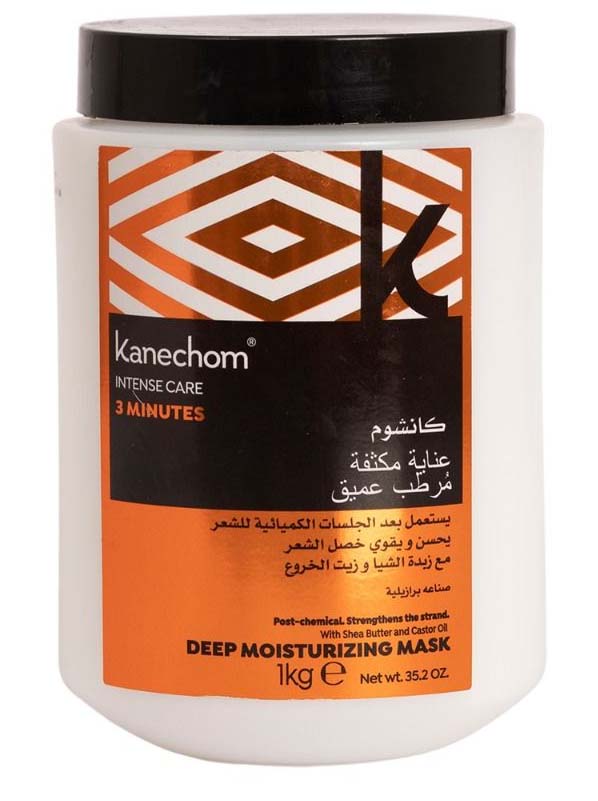 k
kanechom®
INTENSE CARE
3 MINUTES
كانشوم
عناية مكثفة
مُرطب عميق
يستعمل بعد الجلسات الكميائية للشعر
يحسن و يقوي خصل الشعر
مع زبدة الشيا و زيت الخروع
صناعه برازيلية
Post-chemical. Strengthens the strand.
With Shea Butter and Castor Oil
DEEP MOISTURIZING MASK
1kg ℮ Net wt. 35.2 OZ.